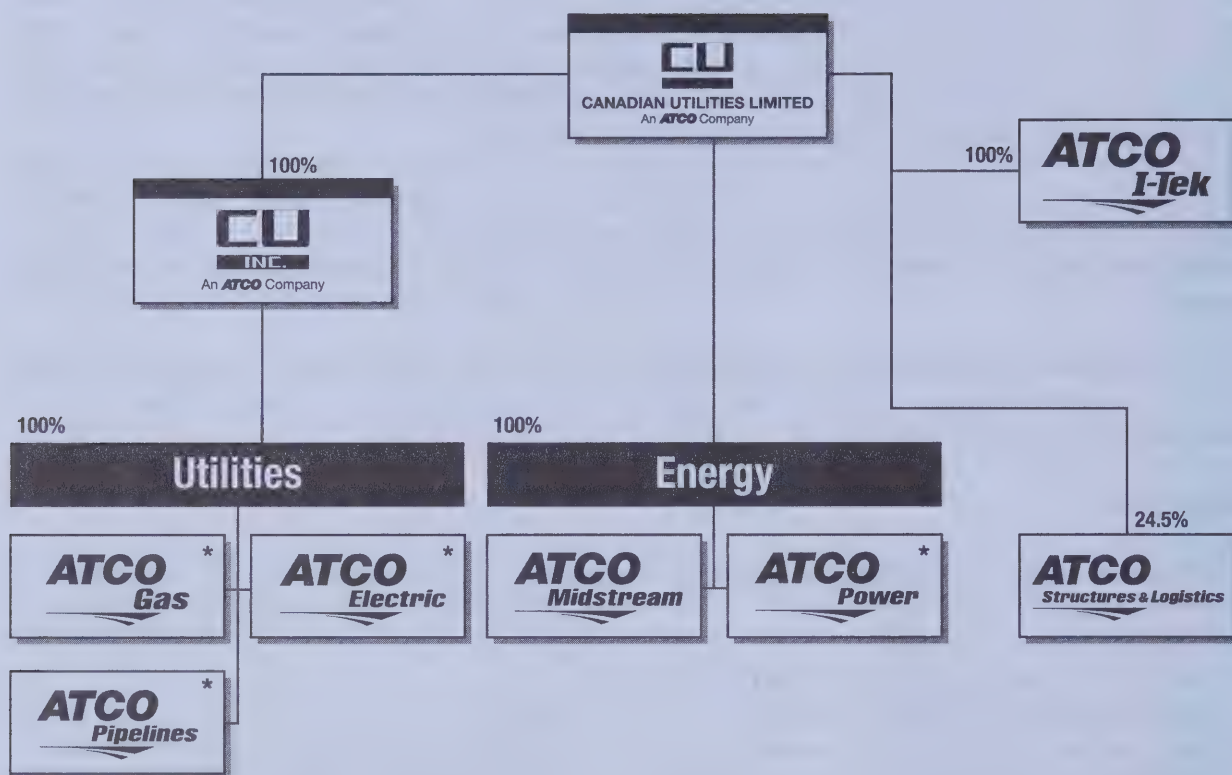 CU
CANADIAN UTILITIES LIMITED
An ATCO Company
100%
ATCO
I-Tek
100%
CU
INC.
An ATCO Company
100%
Utilities
100%
Energy
24.5%
ATCO *
Gas
ATCO *
Electric
ATCO
Midstream
ATCO *
Power
ATCO
Structures & Logistics
ATCO *
Pipelines